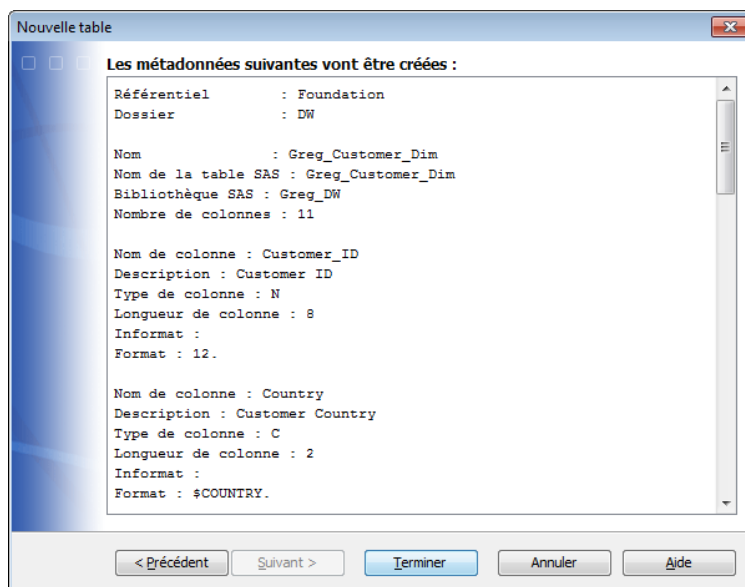 Nouvelle table
Les métadonnées suivantes vont être créées :
Référentiel : Foundation
Dossier : DW
Nom : Greg_Customer_Dim
Nom de la table SAS : Greg_Customer_Dim
Bibliothèque SAS : Greg_DW
Nombre de colonnes : 11
Nom de colonne : Customer_ID
Description : Customer ID
Type de colonne : N
Longueur de colonne : 8
Informat :
Format : 12.
Nom de colonne : Country
Description : Customer Country
Type de colonne : C
Longueur de colonne : 2
Informat :
Format : $COUNTRY.
< Précédent Suivant > Terminer Annuler Aide